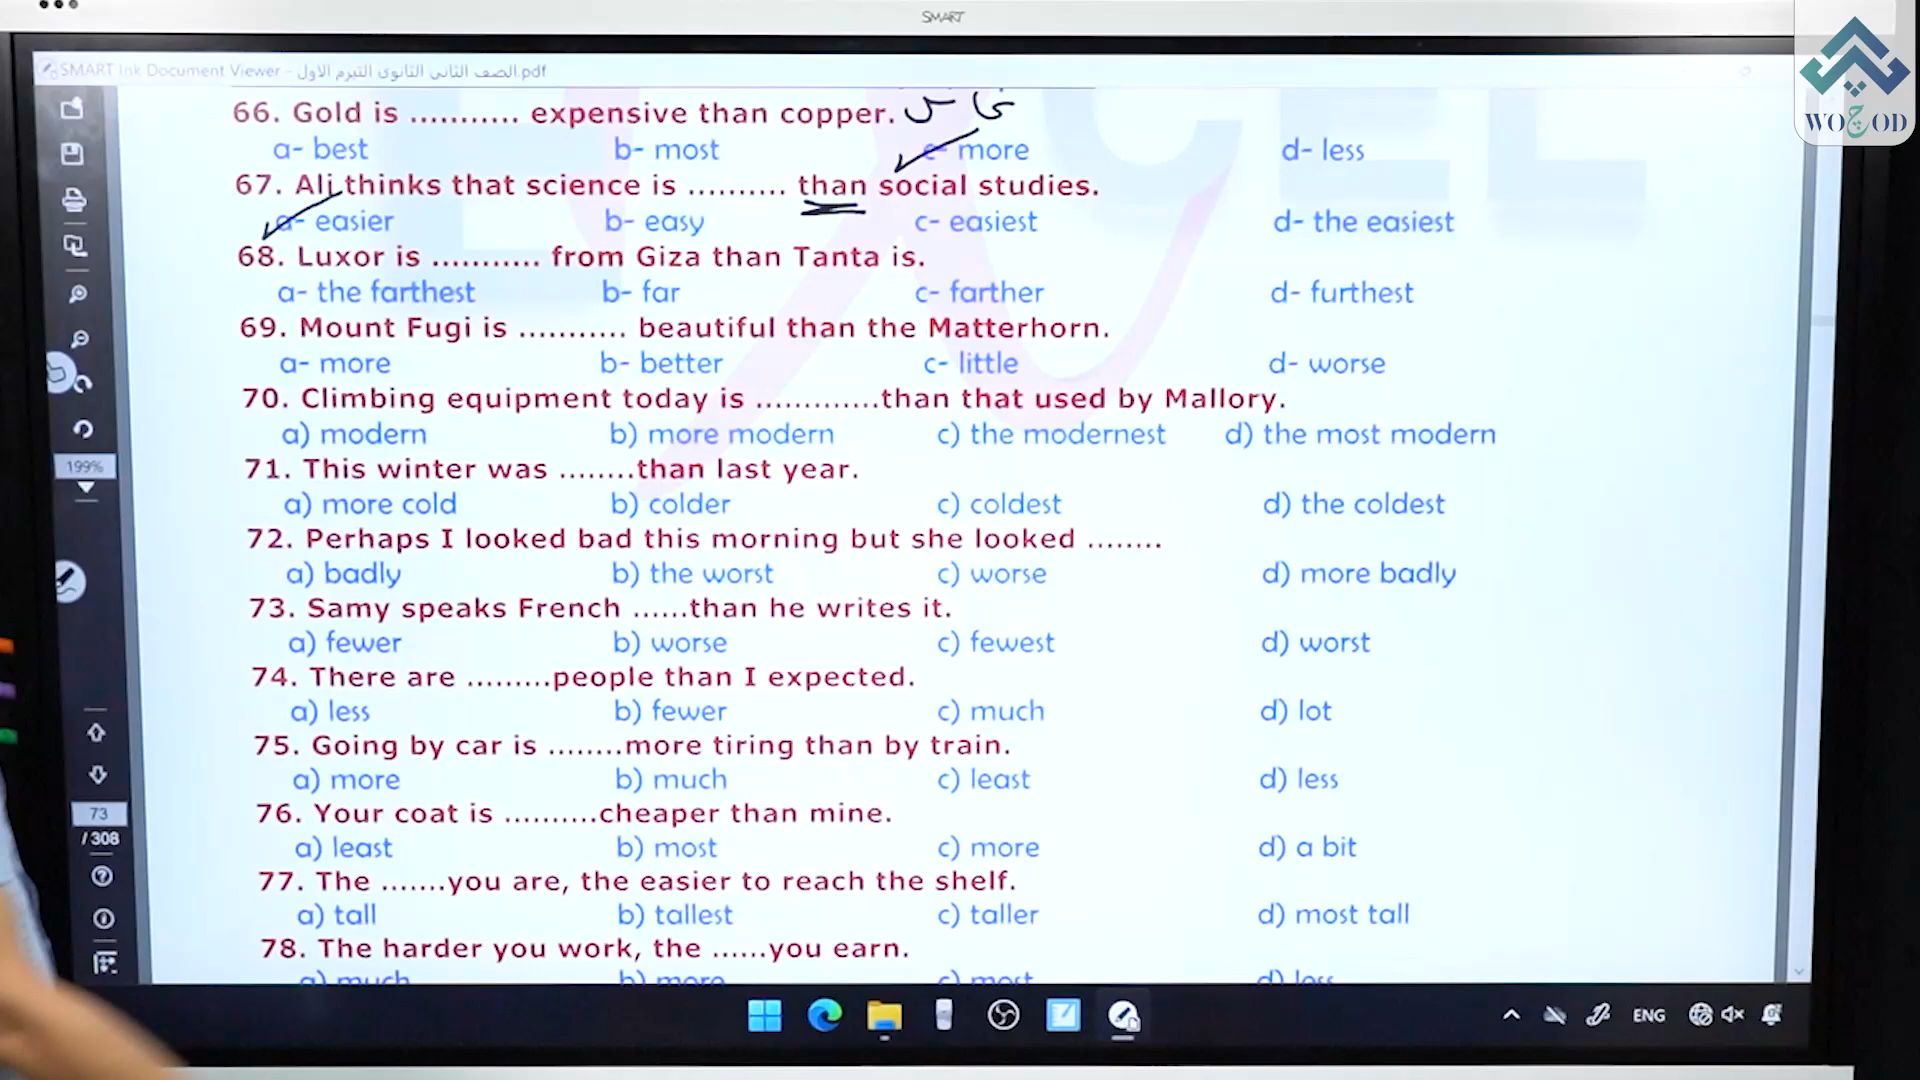 SMART
SMART Ink Document Viewer - الصف الثانى الثانوى التيرم الاول.pdf
WOجOD
66. Gold is ........... expensive than copper. نحاس
a- best b- most c- more d- less
67. Ali thinks that science is .......... than social studies.
a- easier b- easy c- easiest d- the easiest
68. Luxor is ........... from Giza than Tanta is.
a- the farthest b- far c- farther d- furthest
69. Mount Fugi is ........... beautiful than the Matterhorn.
a- more b- better c- little d- worse
70. Climbing equipment today is .............than that used by Mallory.
a) modern b) more modern c) the modernest d) the most modern
71. This winter was ........than last year.
a) more cold b) colder c) coldest d) the coldest
72. Perhaps I looked bad this morning but she looked ........
a) badly b) the worst c) worse d) more badly
73. Samy speaks French ......than he writes it.
a) fewer b) worse c) fewest d) worst
74. There are .........people than I expected.
a) less b) fewer c) much d) lot
75. Going by car is ........more tiring than by train.
a) more b) much c) least d) less
76. Your coat is ..........cheaper than mine.
a) least b) most c) more d) a bit
77. The .......you are, the easier to reach the shelf.
a) tall b) tallest c) taller d) most tall
78. The harder you work, the ......you earn.
a) much b) more c) most d) less
199%
73
/ 308
ENG